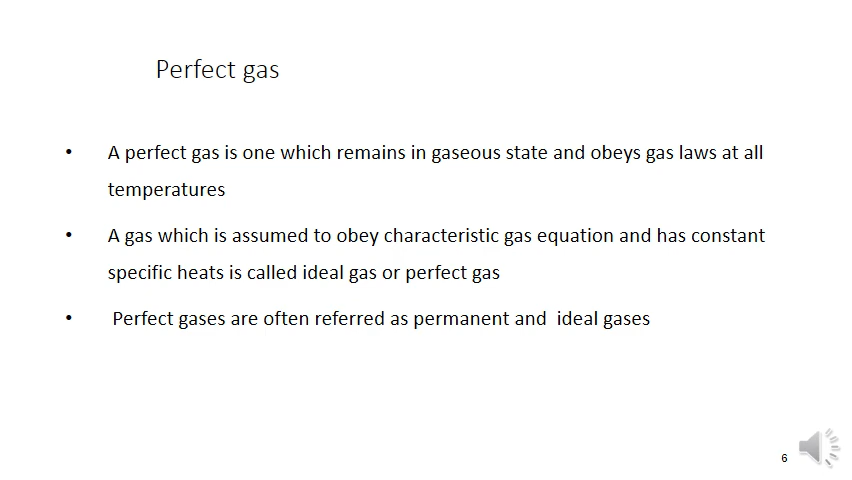 Perfect gas
• A perfect gas is one which remains in gaseous state and obeys gas laws at all
temperatures
• A gas which is assumed to obey characteristic gas equation and has constant
specific heats is called ideal gas or perfect gas
• Perfect gases are often referred as permanent and  ideal gases
6